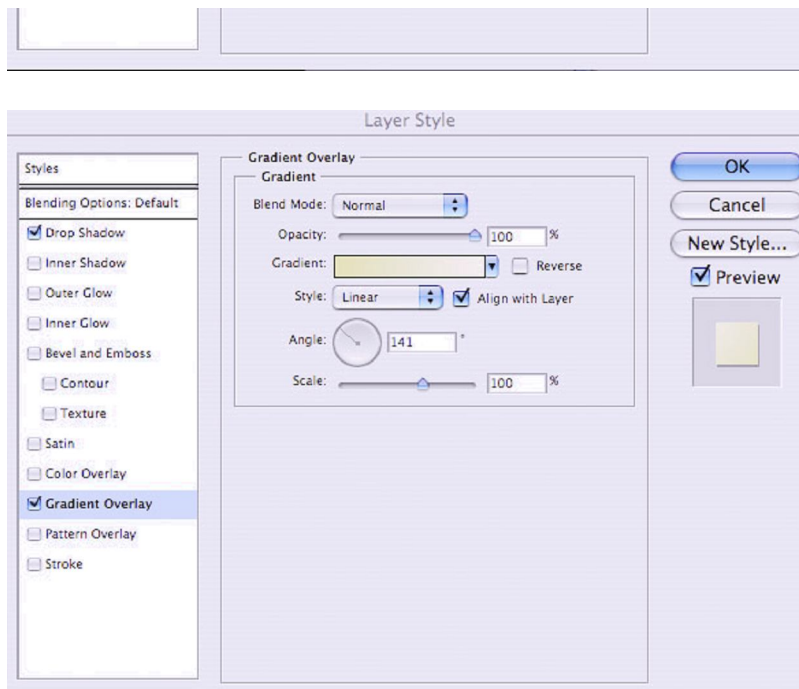 Layer Style
Styles
Blending Options: Default
Drop Shadow
Inner Shadow
Outer Glow
Inner Glow
Bevel and Emboss
Contour
Texture
Satin
Color Overlay
Gradient Overlay
Pattern Overlay
Stroke
Gradient Overlay
Gradient
Blend Mode: Normal
Opacity: 100 %
Gradient: Reverse
Style: Linear Align with Layer
Angle: 141 °
Scale: 100 %
OK
Cancel
New Style...
Preview